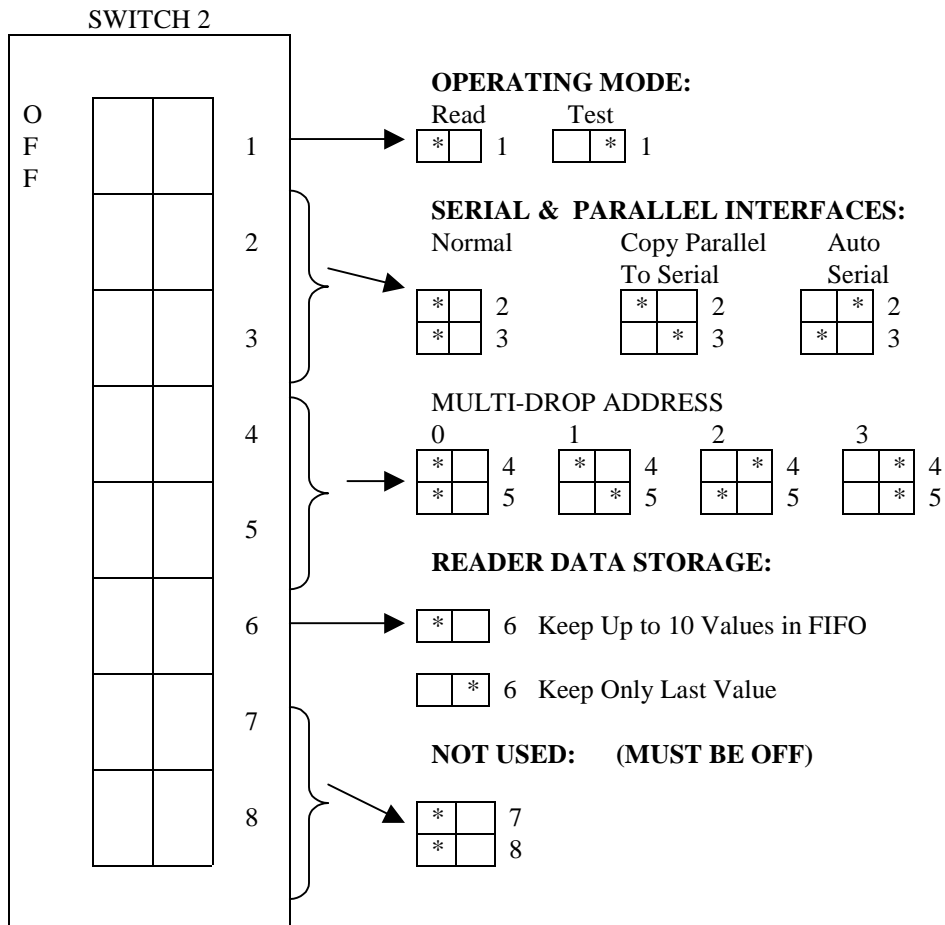 SWITCH 2
OPERATING MODE:
O
F
F
Read Test
1 * 1 * 1
SERIAL & PARALLEL INTERFACES:
2 Normal Copy Parallel Auto
To Serial Serial
* 2 * 2 * 2
3 * 3 * 3 * 3
MULTI-DROP ADDRESS
4 0 1 2 3
* 4 * 4 * 4 * 4
* 5 * 5 * 5 * 5
5
READER DATA STORAGE:
6 * 6 Keep Up to 10 Values in FIFO
* 6 Keep Only Last Value
7
NOT USED: (MUST BE OFF)
8 * 7
* 8